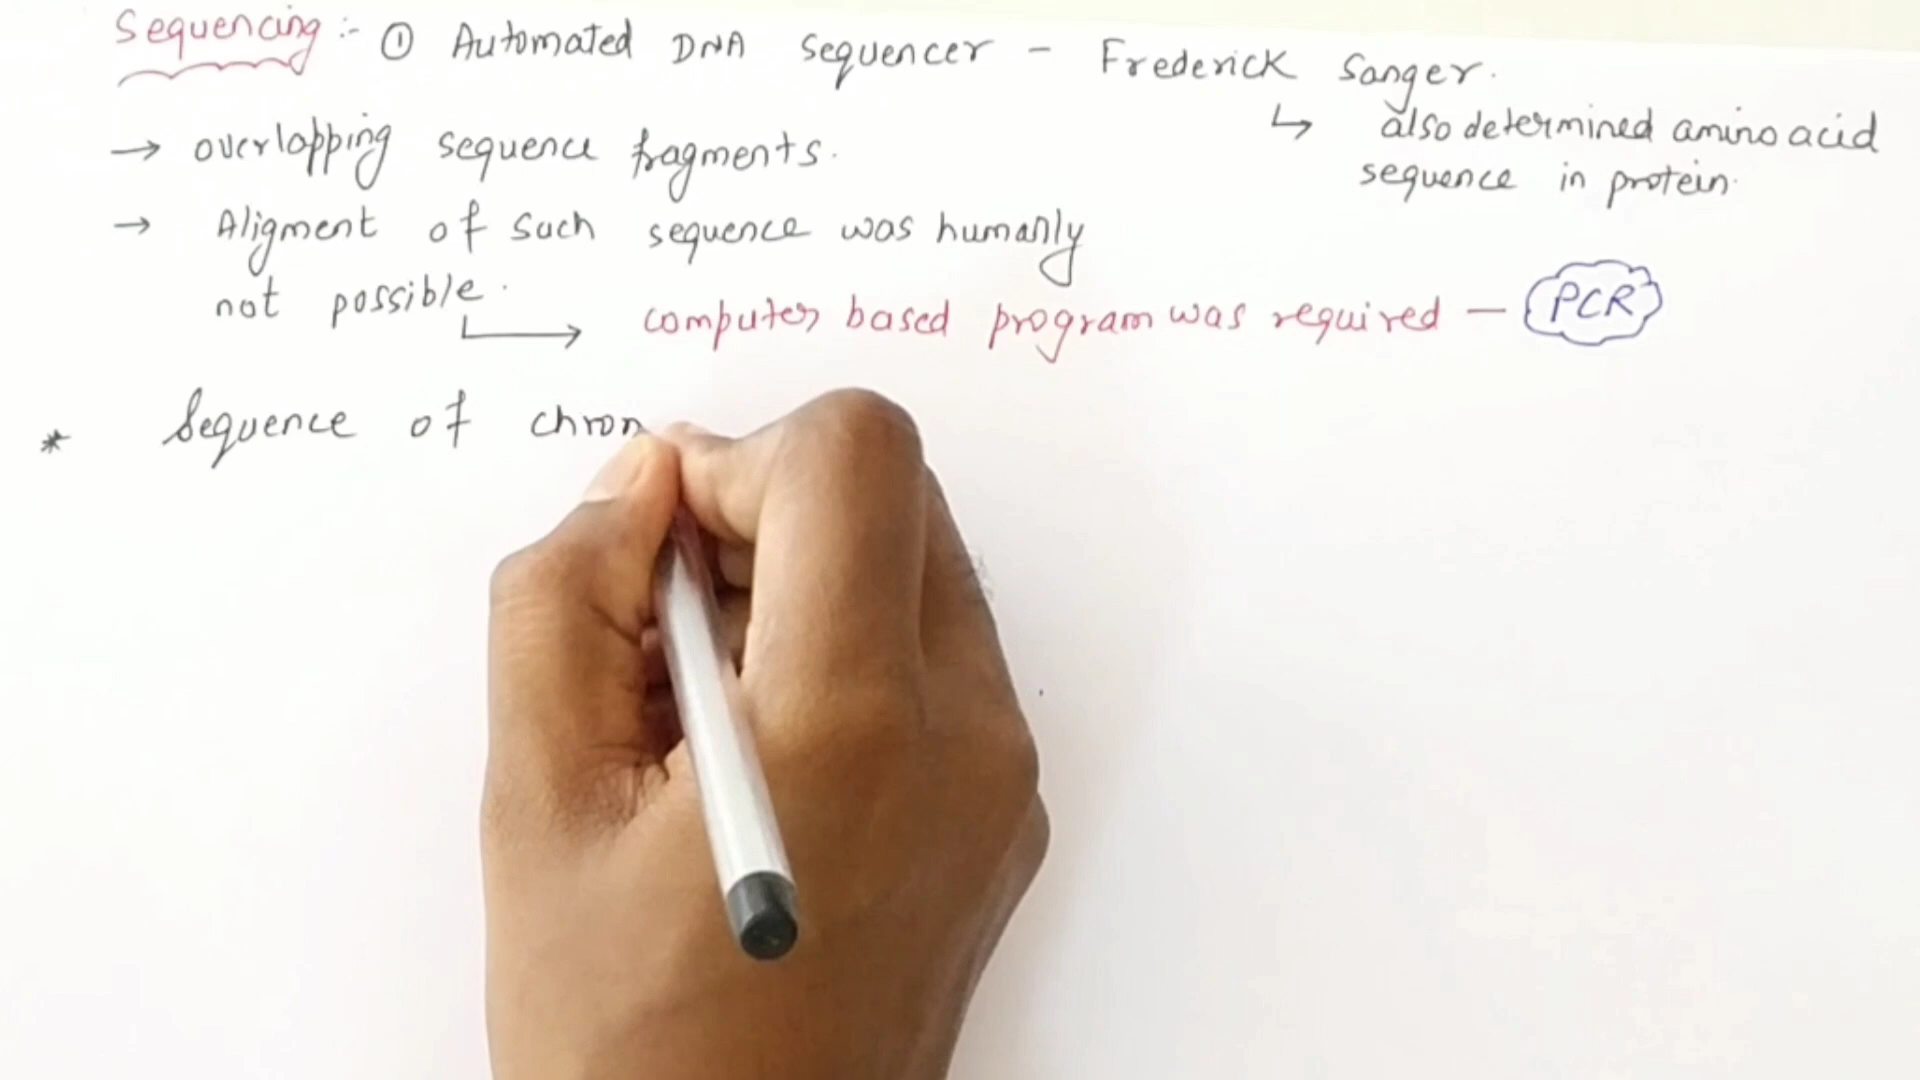 Sequencing :- ① Automated DNA sequencer - Frederick Sanger.
↳ also determined amino acid
sequence in protein.
→ overlapping sequence fragments.
→ Aligment of such sequence was humanly
not possible.
computer based program was required - PCR
* Sequence of chrom